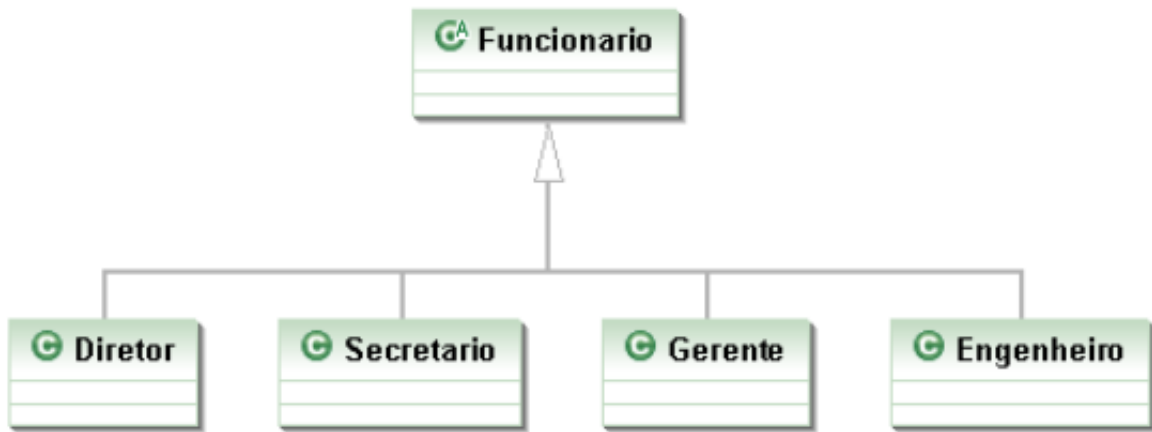 Funcionario
Diretor
Secretario
Gerente
Engenheiro